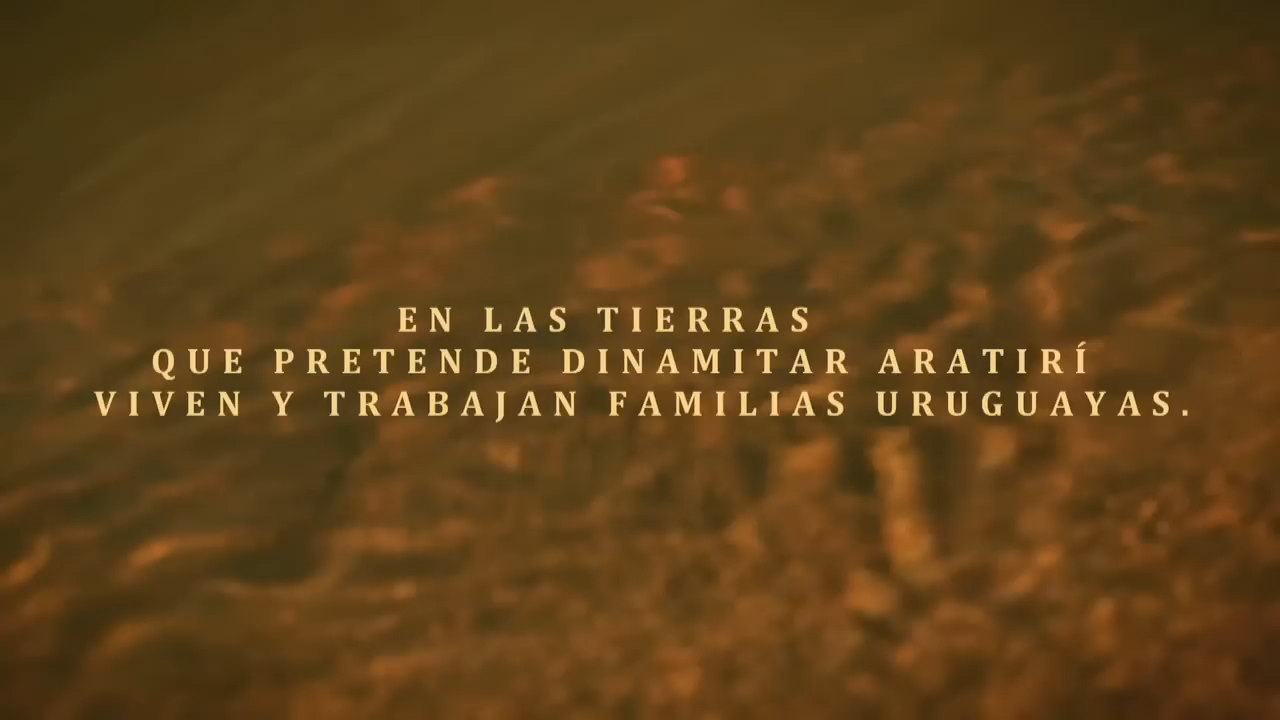 EN LAS TIERRAS
QUE PRETENDE DINAMITAR ARATIRÍ
VIVEN Y TRABAJAN FAMILIAS URUGUAYAS.